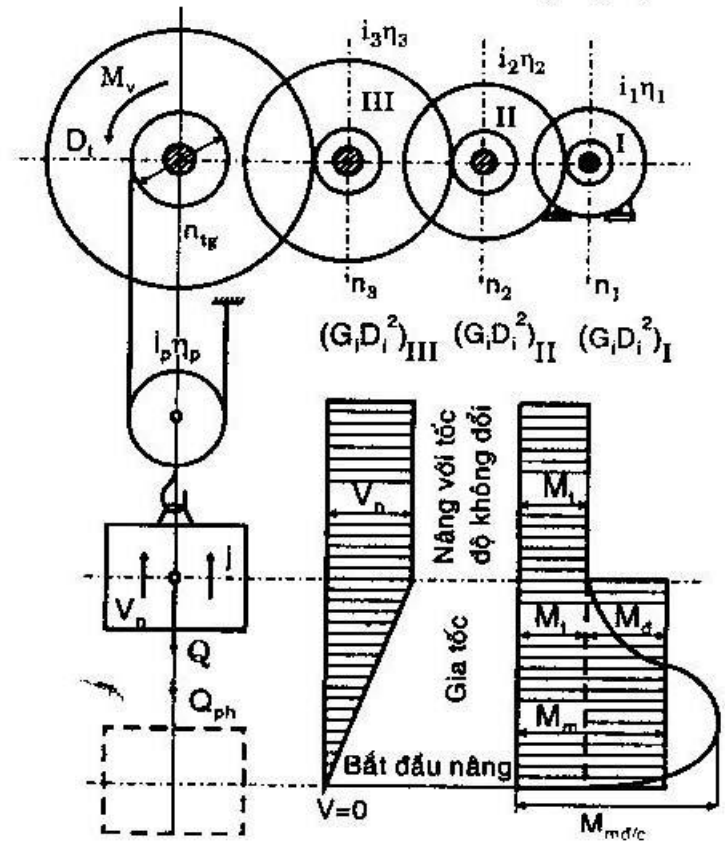 i₃η₃
i₂η₂
i₁η₁
Mᵥ
III
II
I
Dₜ
n_tg
n₃
n₂
n₁
(GᵢDᵢ²)III
(GᵢDᵢ²)II
(GᵢDᵢ²)I
iₚηₚ
Nâng với tốc
độ không đổi
Vₙ
Mₜ
j
Vₙ
Q
Q_ph
Gia tốc
Mₜ
M_đ
Mₘ
Bắt đầu nâng
V=0
M_mđ/c